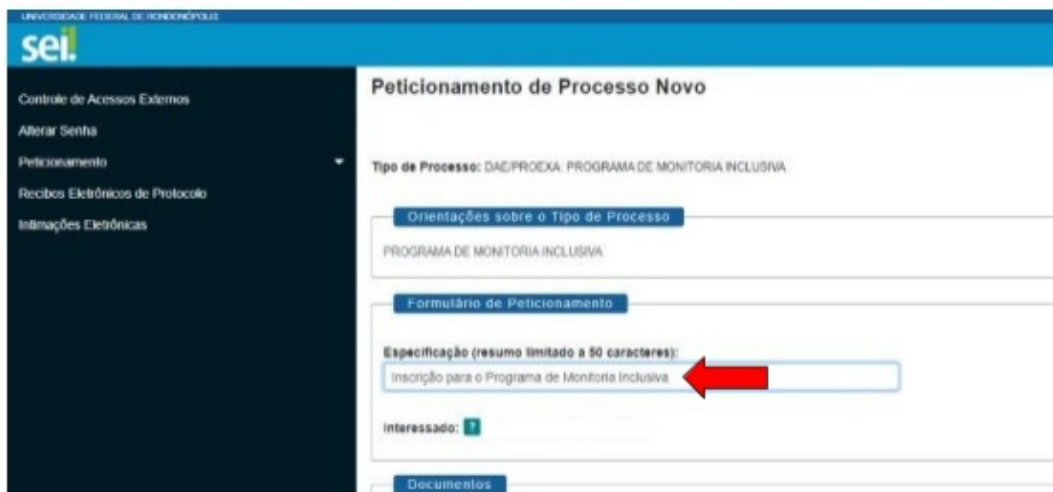 UNIVERSIDADE FEDERAL DE RONDONÓPOLIS
sei.
Controle de Acessos Externos
Alterar Senha
Peticionamento
Recibos Eletrônicos de Protocolo
Intimações Eletrônicas
Peticionamento de Processo Novo
Tipo de Processo: DAE/PROEXA: PROGRAMA DE MONITORIA INCLUSIVA
Orientações sobre o Tipo de Processo
PROGRAMA DE MONITORIA INCLUSIVA
Formulário de Peticionamento
Especificação (resumo limitado a 50 caracteres):
Inscrição para o Programa de Monitoria Inclusiva
Interessado: ?
Documentos